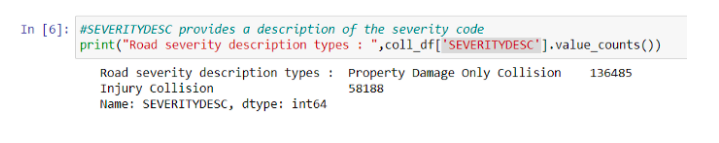 In [6]: #SEVERITYDESC provides a description of the severity code
print("Road severity description types : ",coll_df['SEVERITYDESC'].value_counts())
Road severity description types :  Property Damage Only Collision    136485
Injury Collision                   58188
Name: SEVERITYDESC, dtype: int64